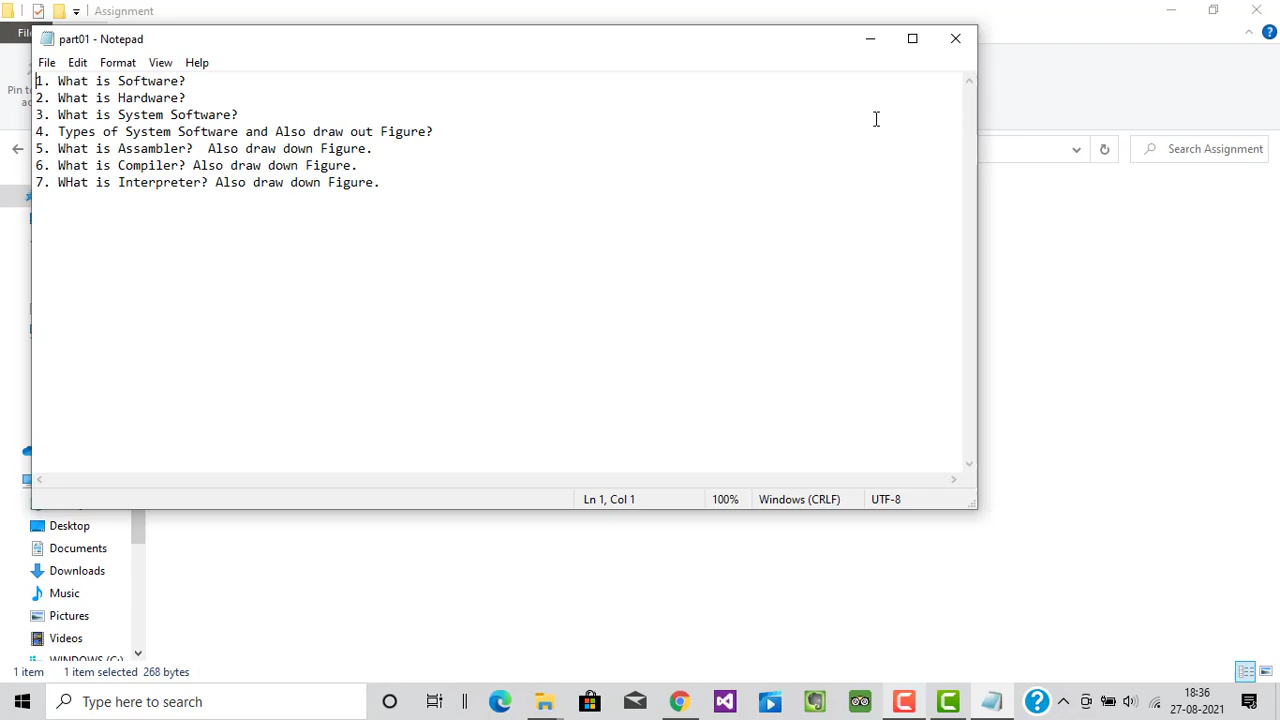 Assignment
Fil
part01 - Notepad
File Edit Format View Help
Pin to
1. What is Software?
2. What is Hardware?
3. What is System Software?
4. Types of System Software and Also draw out Figure?
5. What is Assambler?  Also draw down Figure.
6. What is Compiler? Also draw down Figure.
7. WHat is Interpreter? Also draw down Figure.
Search Assignment
Ln 1, Col 1 100% Windows (CRLF) UTF-8
Desktop
Documents
Downloads
Music
Pictures
Videos
WINDOWS (C:)
1 item 1 item selected 268 bytes
Type here to search
18:36
27-08-2021